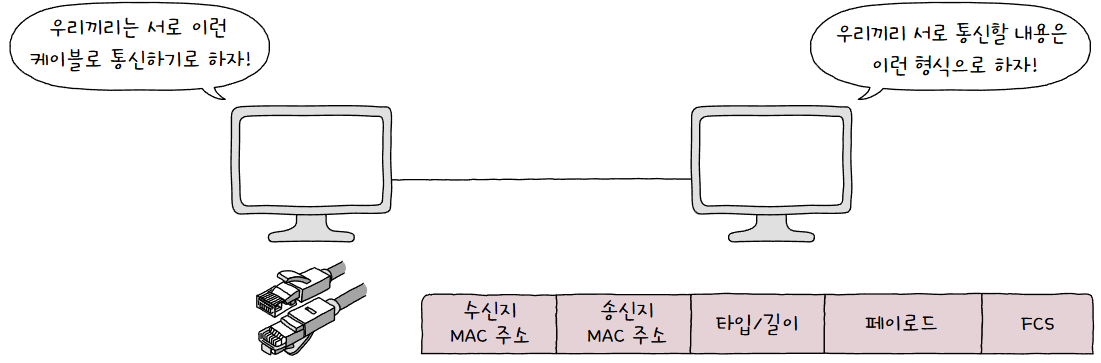 우리끼리는 서로 이런
케이블로 통신하기로 하자!
우리끼리 서로 통신할 내용은
이런 형식으로 하자!
수신지
MAC 주소
송신지
MAC 주소
타입/길이
페이로드
FCS